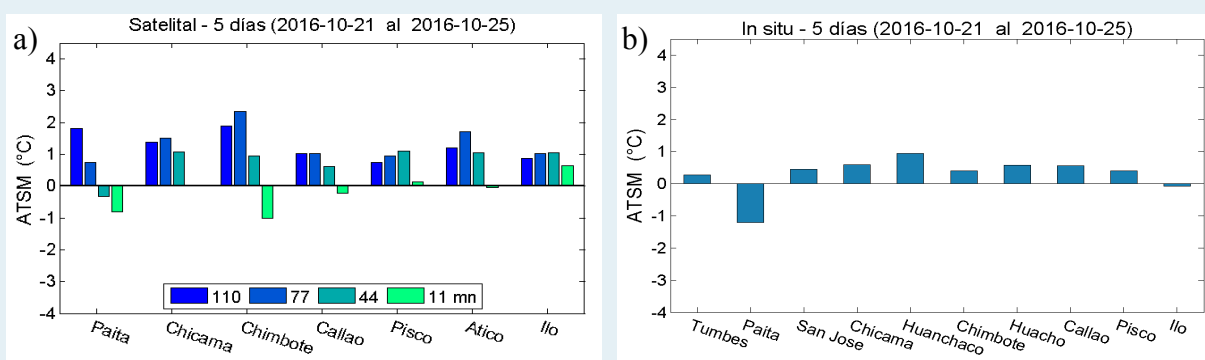 a)
Satelital - 5 días (2016-10-21 al 2016-10-25)
ATSM (°C)
4
3
2
1
0
-1
-2
-3
-4
110 77 44 11 mn
Paita Chicama Chimbote Callao Pisco Atico Ilo
b)
In situ - 5 días (2016-10-21 al 2016-10-25)
ATSM (°C)
4
3
2
1
0
-1
-2
-3
-4
Tumbes Paita San Jose Chicama Huanchaco Chimbote Huacho Callao Pisco Ilo